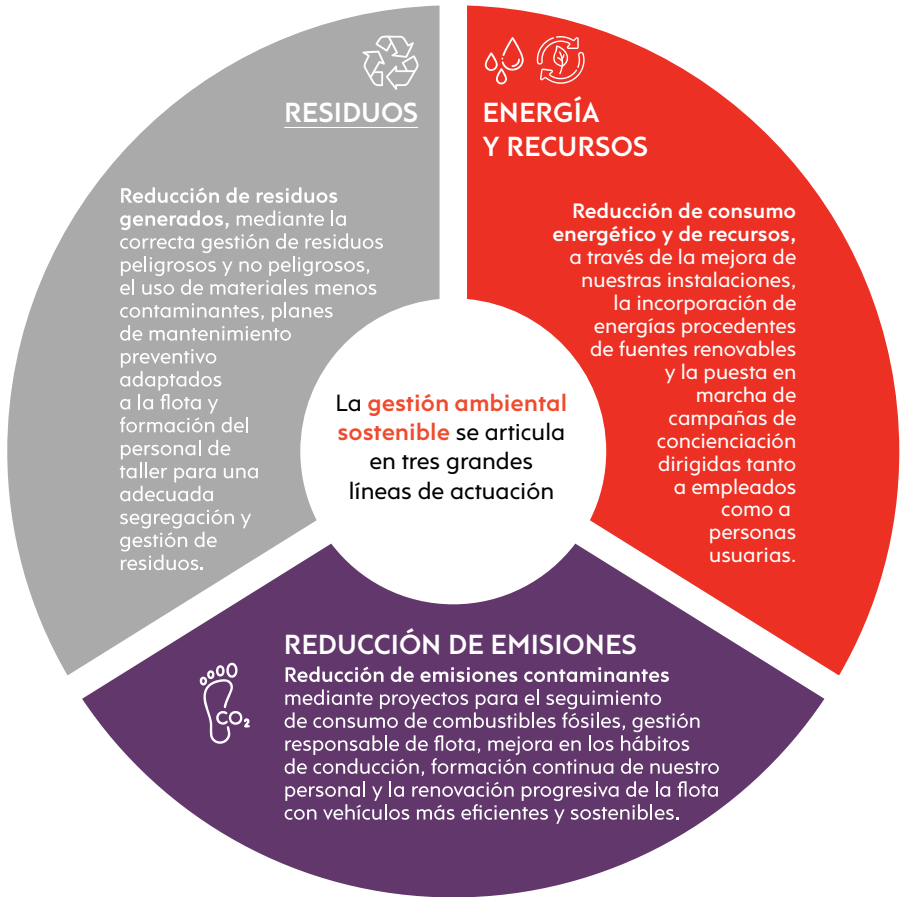 RESIDUOS
Reducción de residuos
generados, mediante la
correcta gestión de residuos
peligrosos y no peligrosos,
el uso de materiales menos
contaminantes, planes
de mantenimiento
preventivo
adaptados
a la flota y
formación del
personal de
taller para una
adecuada
segregación y
gestión de
residuos.
ENERGÍA
Y RECURSOS
Reducción de consumo
energético y de recursos,
a través de la mejora de
nuestras instalaciones,
la incorporación de
energías procedentes
de fuentes renovables
y la puesta en
marcha de
campañas de
concienciación
dirigidas tanto
a empleados
como a
personas
usuarias.
La gestión ambiental
sostenible se articula
en tres grandes
líneas de actuación
REDUCCIÓN DE EMISIONES
Reducción de emisiones contaminantes
mediante proyectos para el seguimiento
de consumo de combustibles fósiles, gestión
responsable de flota, mejora en los hábitos
de conducción, formación continua de nuestro
personal y la renovación progresiva de la flota
con vehículos más eficientes y sostenibles.
CO₂